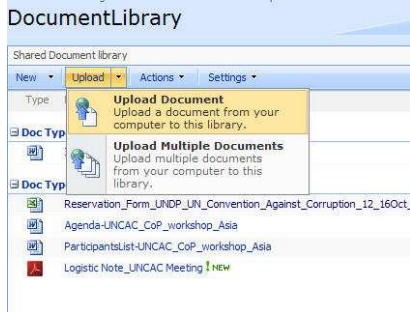 DocumentLibrary
Shared Document library
New Upload Actions Settings
Type
Upload Document
Upload a document from your
computer to this library.
Doc Typ
Upload Multiple Documents
Upload multiple documents
from your computer to this
library.
Doc Typ
Reservation_Form_UNDP_UN_Convention_Against_Corruption_12_16Oct_
Agenda-UNCAC_CoP_workshop_Asia
ParticipantsList-UNCAC_CoP_workshop_Asia
Logistic Note_UNCAC Meeting ! NEW